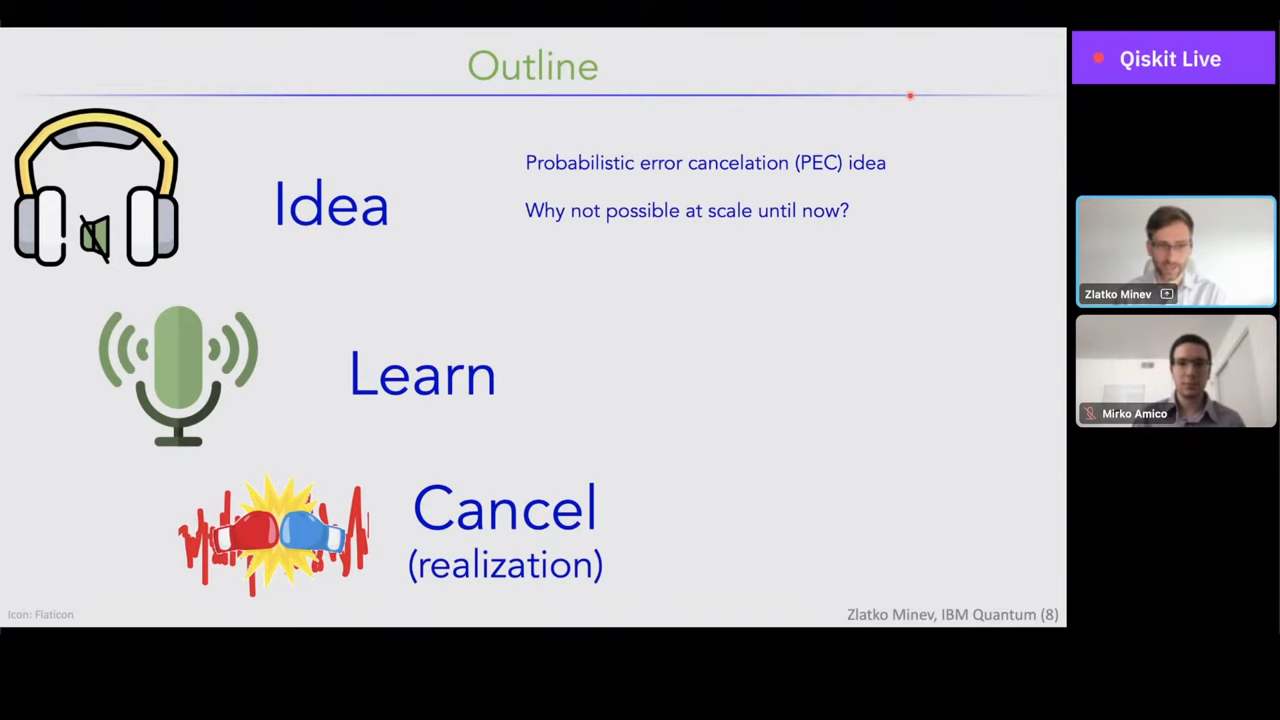 Outline
Qiskit Live
Idea
Probabilistic error cancelation (PEC) idea
Why not possible at scale until now?
Learn
Cancel
(realization)
Icon: Flaticon
Zlatko Minev, IBM Quantum (8)
Zlatko Minev
Mirko Amico